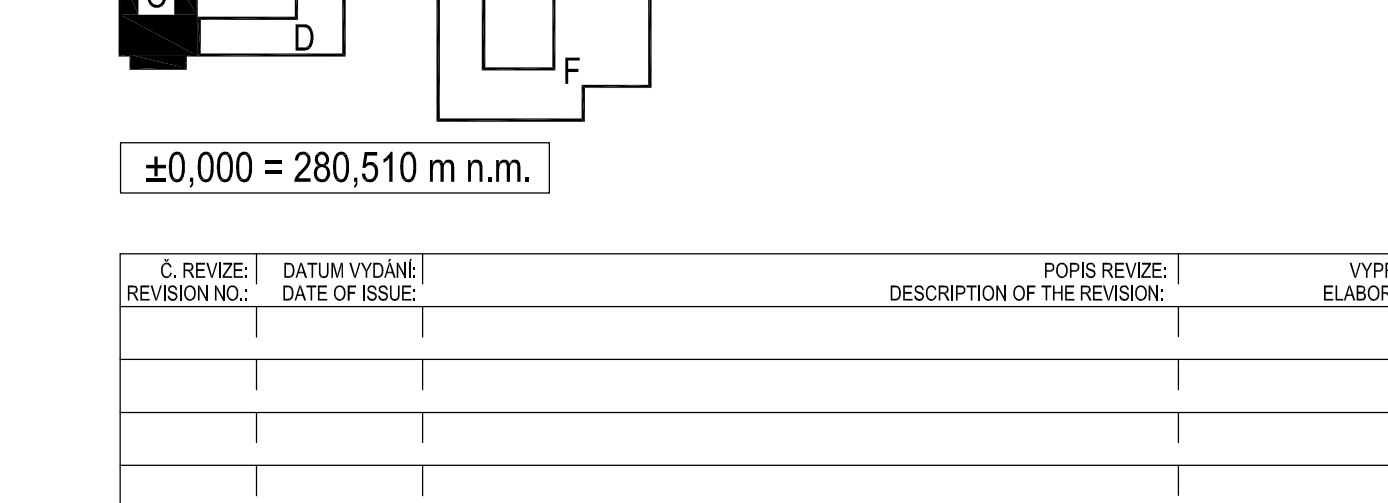 D
F
±0,000 = 280,510 m n.m.
Č. REVIZE: DATUM VYDÁNÍ: POPIS REVIZE:
REVISION NO.: DATE OF ISSUE: DESCRIPTION OF THE REVISION: